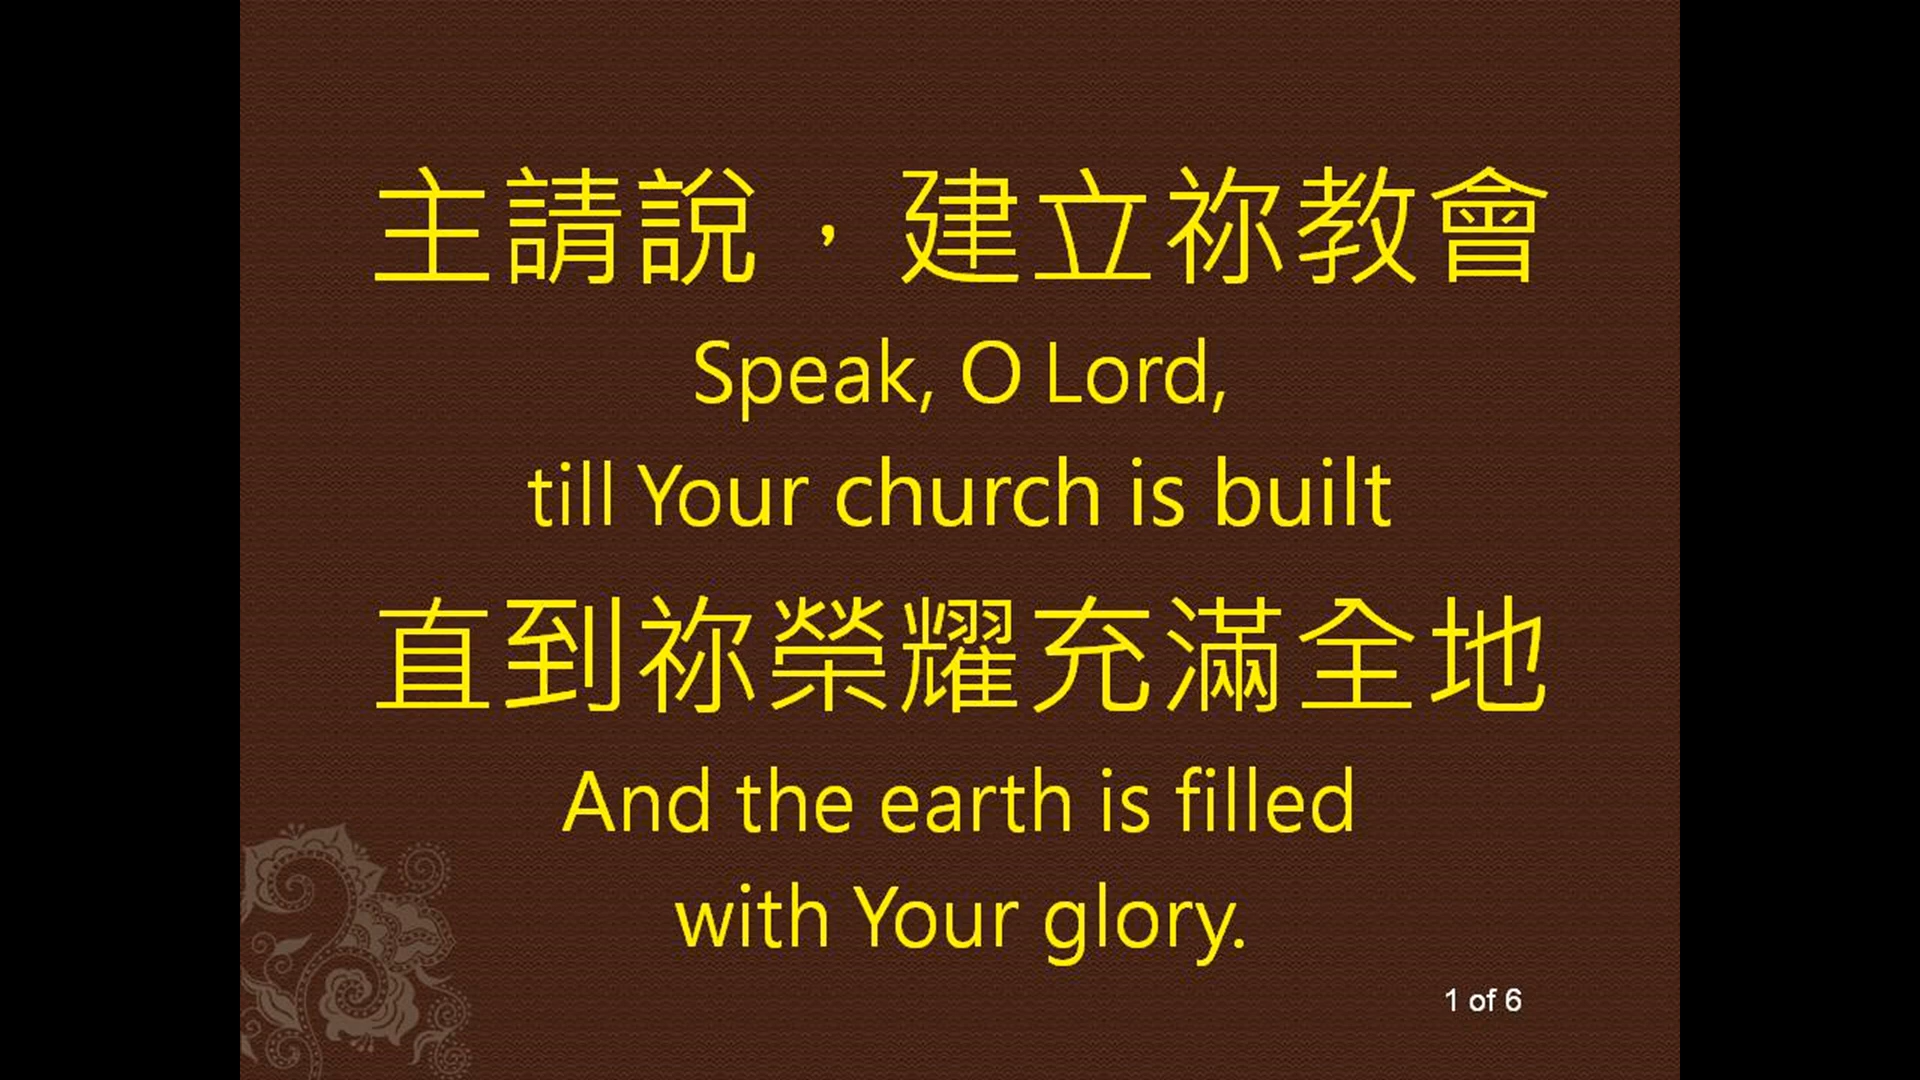 主請說，建立祢教會
Speak, O Lord,
till Your church is built
直到祢榮耀充滿全地
And the earth is filled
with Your glory.
1 of 6